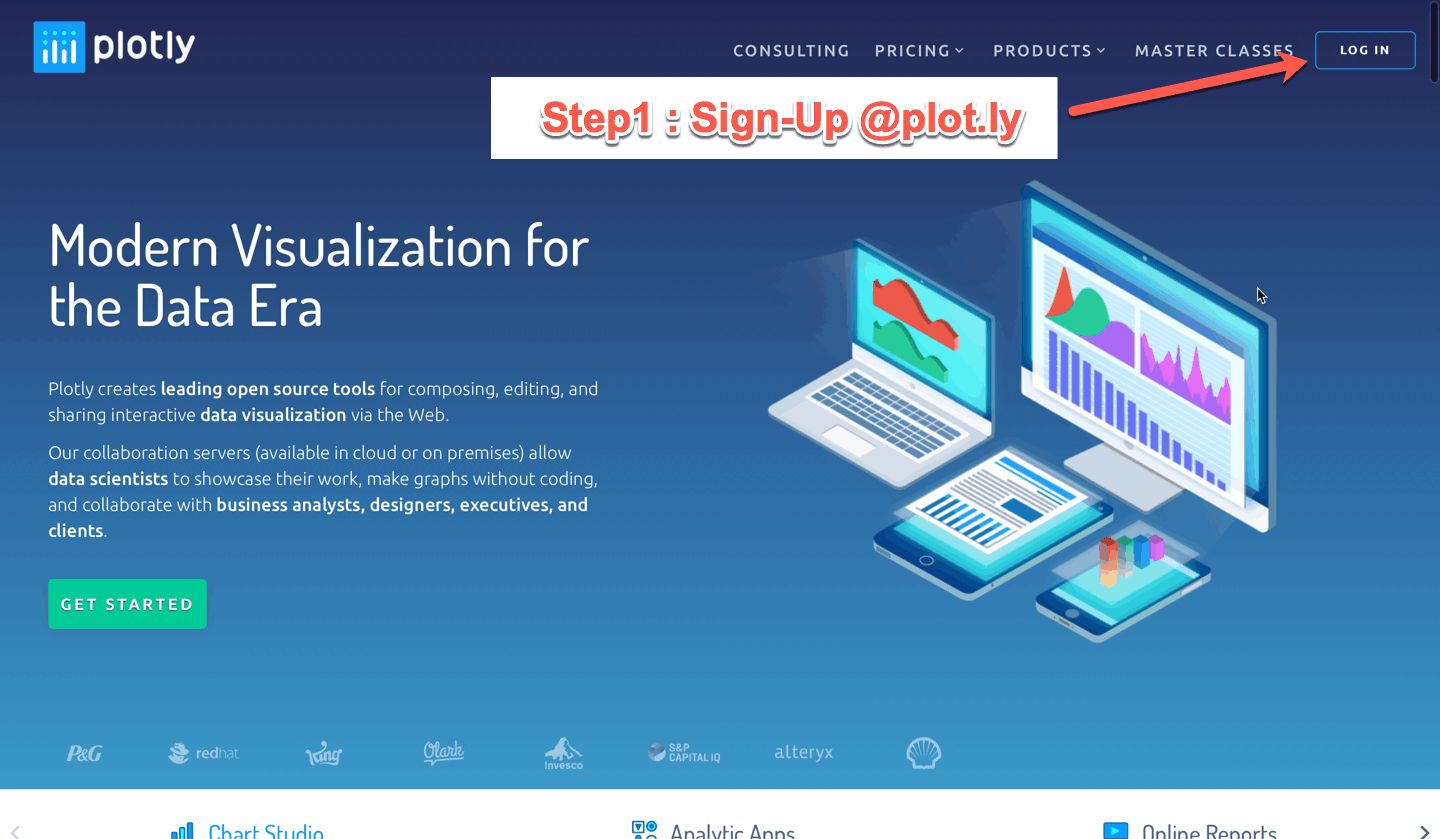 plotly
CONSULTING
PRICING
PRODUCTS
MASTER CLASSES
LOG IN
Step1 : Sign-Up @plot.ly
Modern Visualization for
the Data Era
Plotly creates leading open source tools for composing, editing, and
sharing interactive data visualization via the Web.
Our collaboration servers (available in cloud or on premises) allow
data scientists to showcase their work, make graphs without coding,
and collaborate with business analysts, designers, executives, and
clients.
GET STARTED
P&G
redhat
King
Olark
Invesco
S&P
CAPITAL IQ
alteryx
Chart Studio
Analytic Apps
Online Reports